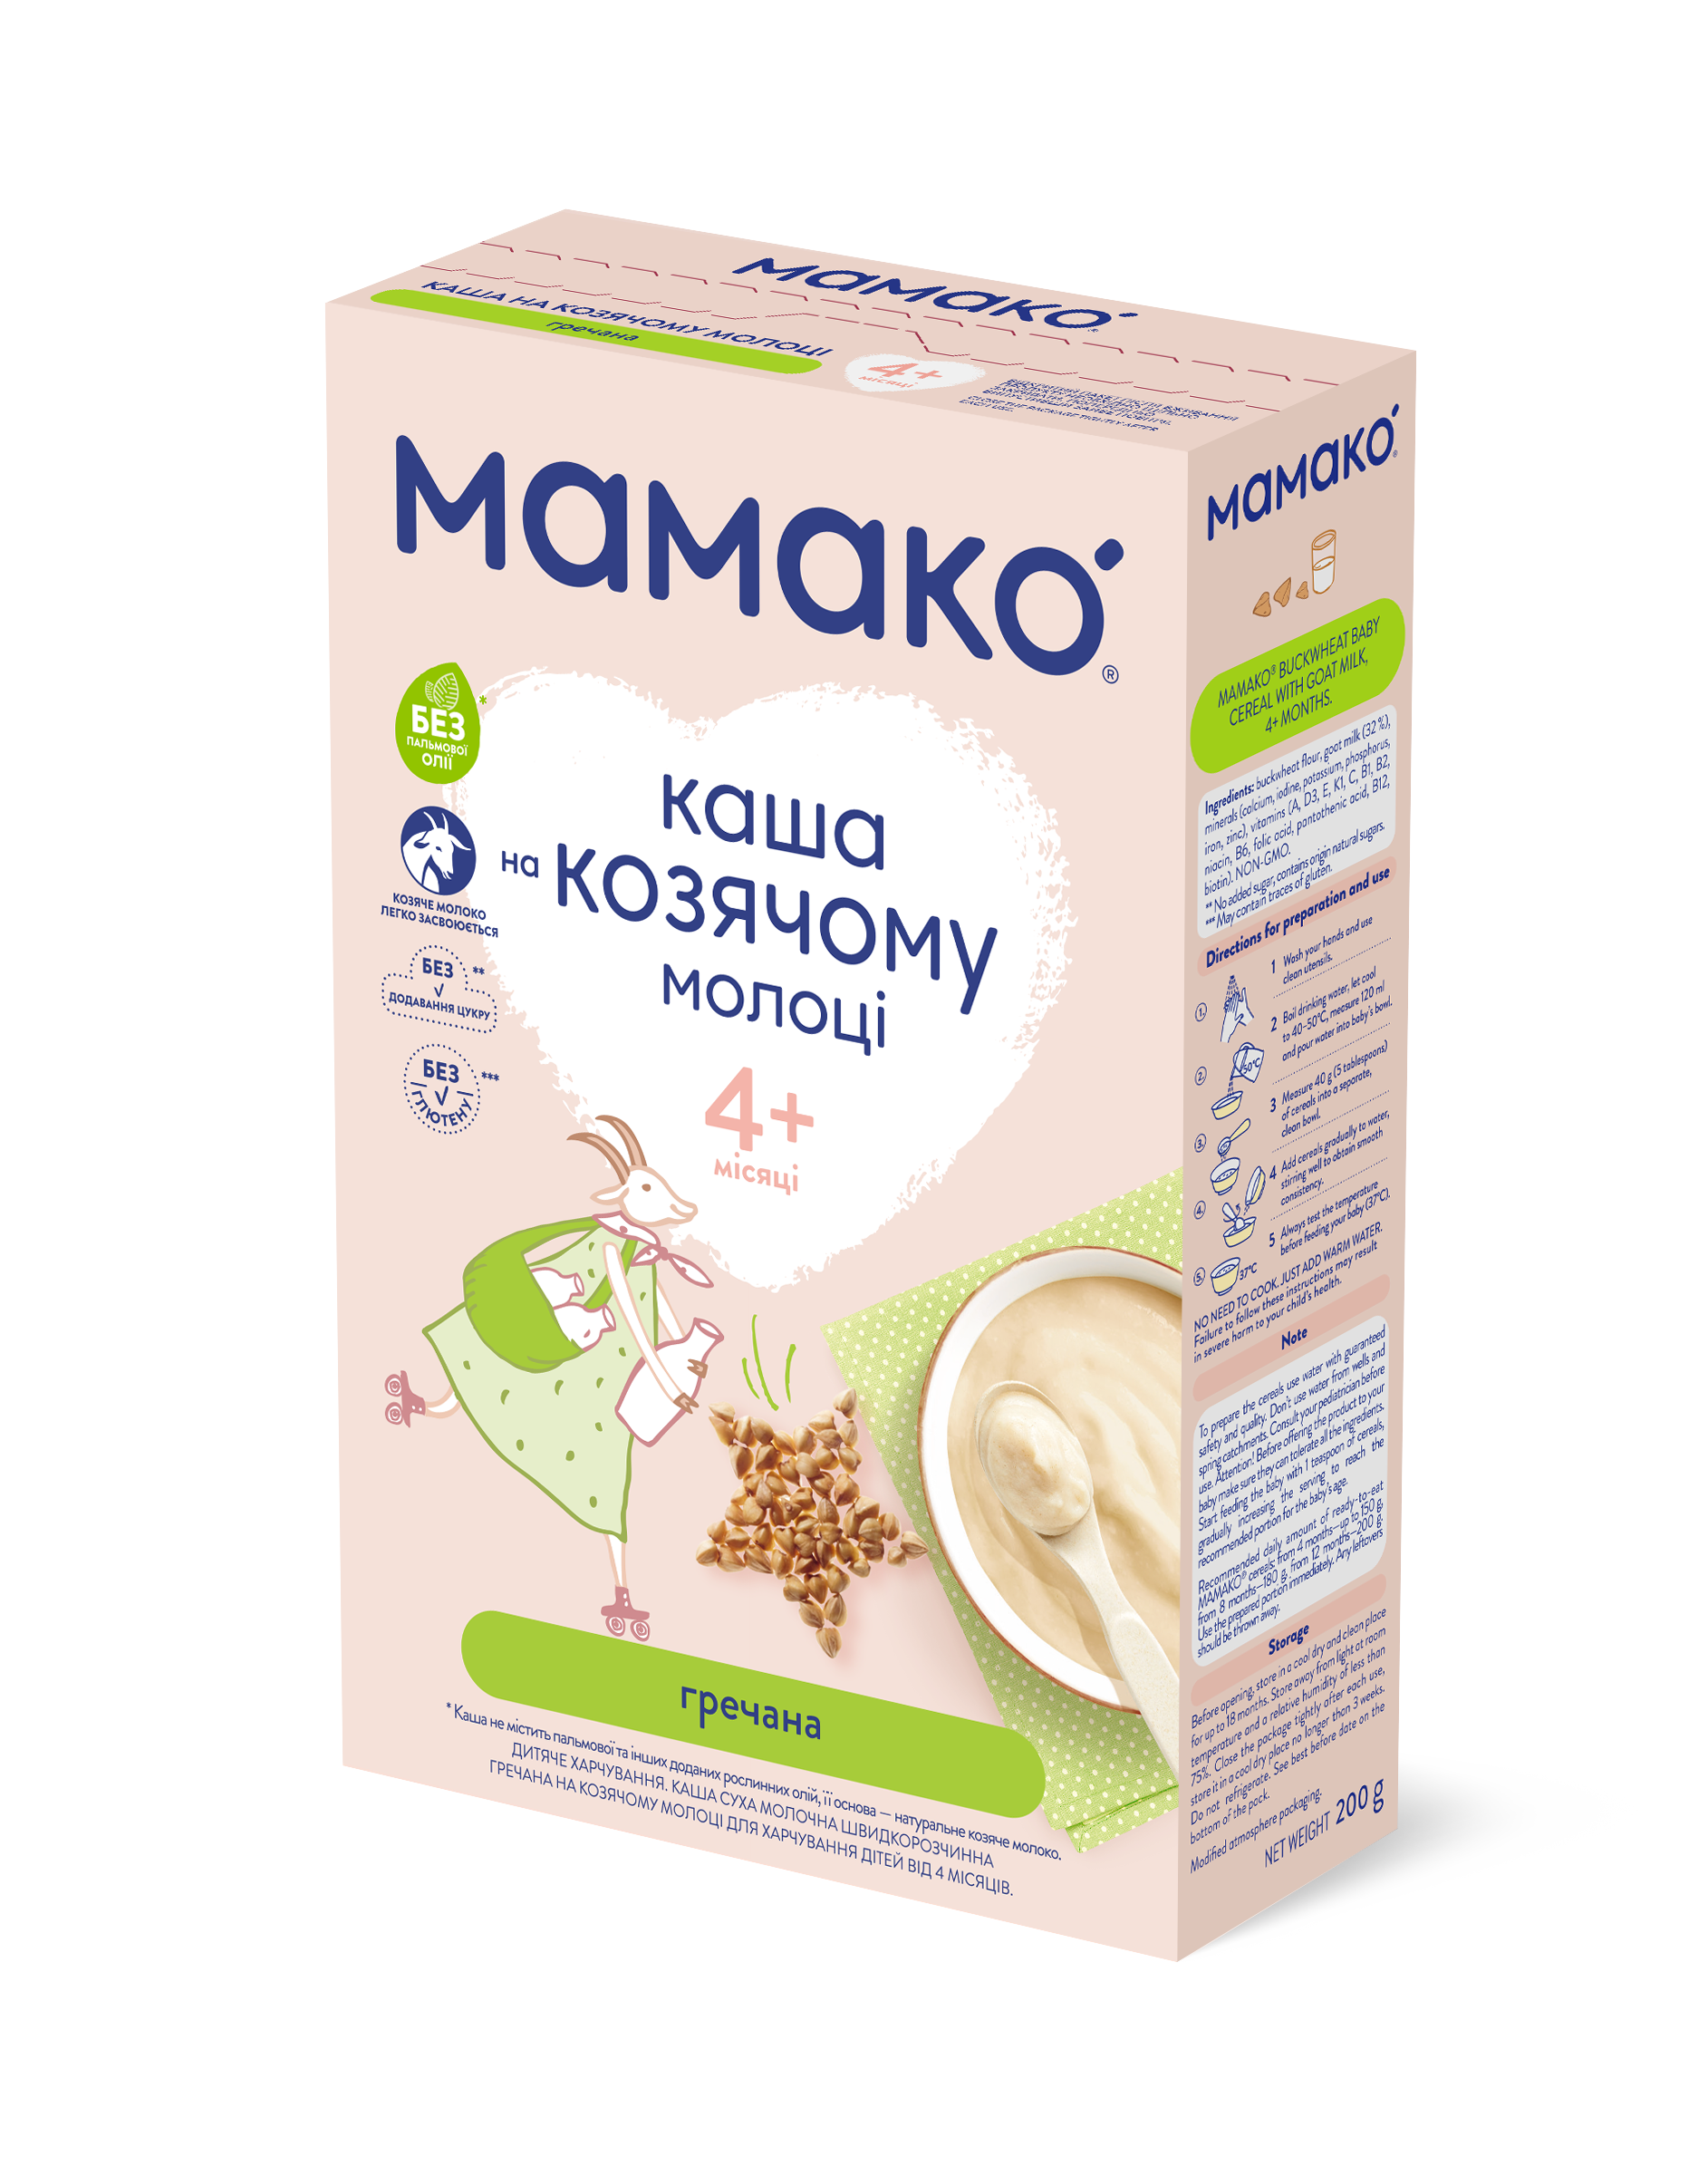 мамако®
КАША НА КОЗЯЧОМУ МОЛОЦІ
гречана
4+
місяці
CLOSE THE PACKAGE TIGHTLY AFTER
EACH USE.
мамако®
БЕЗ*
ПАЛЬМОВОЇ
ОЛІЇ
КОЗЯЧЕ МОЛОКО
ЛЕГКО ЗАСВОЮЄТЬСЯ
БЕЗ**
ДОДАВАННЯ ЦУКРУ
БЕЗ***
ГЛЮТЕНУ
каша
на козячому
молоці
4+
місяці
гречана
* Каша не містить пальмової та інших доданих рослинних олій, її основа — натуральне козяче молоко.
ДИТЯЧЕ ХАРЧУВАННЯ. КАША СУХА МОЛОЧНА ШВИДКОРОЗЧИННА
ГРЕЧАНА НА КОЗЯЧОМУ МОЛОЦІ ДЛЯ ХАРЧУВАННЯ ДІТЕЙ ВІД 4 МІСЯЦІВ.
мамако®
MAMAKO® BUCKWHEAT BABY
CEREAL WITH GOAT MILK,
4+ MONTHS.
Ingredients: buckwheat flour, goat milk (32 %),
minerals (calcium, iodine, potassium, phosphorus,
iron, zinc), vitamins (A, D3, E, K1, C, B1, B2,
niacin, B6, folic acid, pantothenic acid, B12,
biotin). NON-GMO.
** No added sugar, contains origin natural sugars.
*** May contain traces of gluten.
Directions for preparation and use
1.
1 Wash your hands and use
clean utensils.
2.
50°C
2 Boil drinking water, let cool
to 40–50°C, measure 120 ml
and pour water into baby's bowl.
3.
3 Measure 40 g (5 tablespoons)
of cereals into a separate,
clean bowl.
4.
4 Add cereals gradually to water,
stirring well to obtain smooth
consistency.
5.
37°C
5 Always test the temperature
before feeding your baby (37°C).
NO NEED TO COOK. JUST ADD WARM WATER.
Failure to follow these instructions may result
in severe harm to your child's health.
Note
To prepare the cereals use water with guaranteed
safety and quality. Don't use water from wells and
spring catchments. Consult your pediatrician before
use. Attention! Before offering the product to your
baby make sure they can tolerate all the ingredients.
Start feeding the baby with 1 teaspoon of cereals,
gradually increasing the serving to reach the
recommended portion for the baby's age.
Recommended daily amount of ready-to-eat
MAMAKO® cereals: from 4 months—up to 150 g,
from 8 months—180 g, from 12 months—200 g.
Use the prepared portion immediately. Any leftovers
should be thrown away.
Storage
Before opening, store in a cool dry and clean place
for up to 18 months. Store away from light at room
temperature and a relative humidity of less than
75%. Close the package tightly after each use,
store it in a cool dry place no longer than 3 weeks.
Do not refrigerate. See best before date on the
bottom of the pack.
Modified atmosphere packaging.
NET WEIGHT 200 g